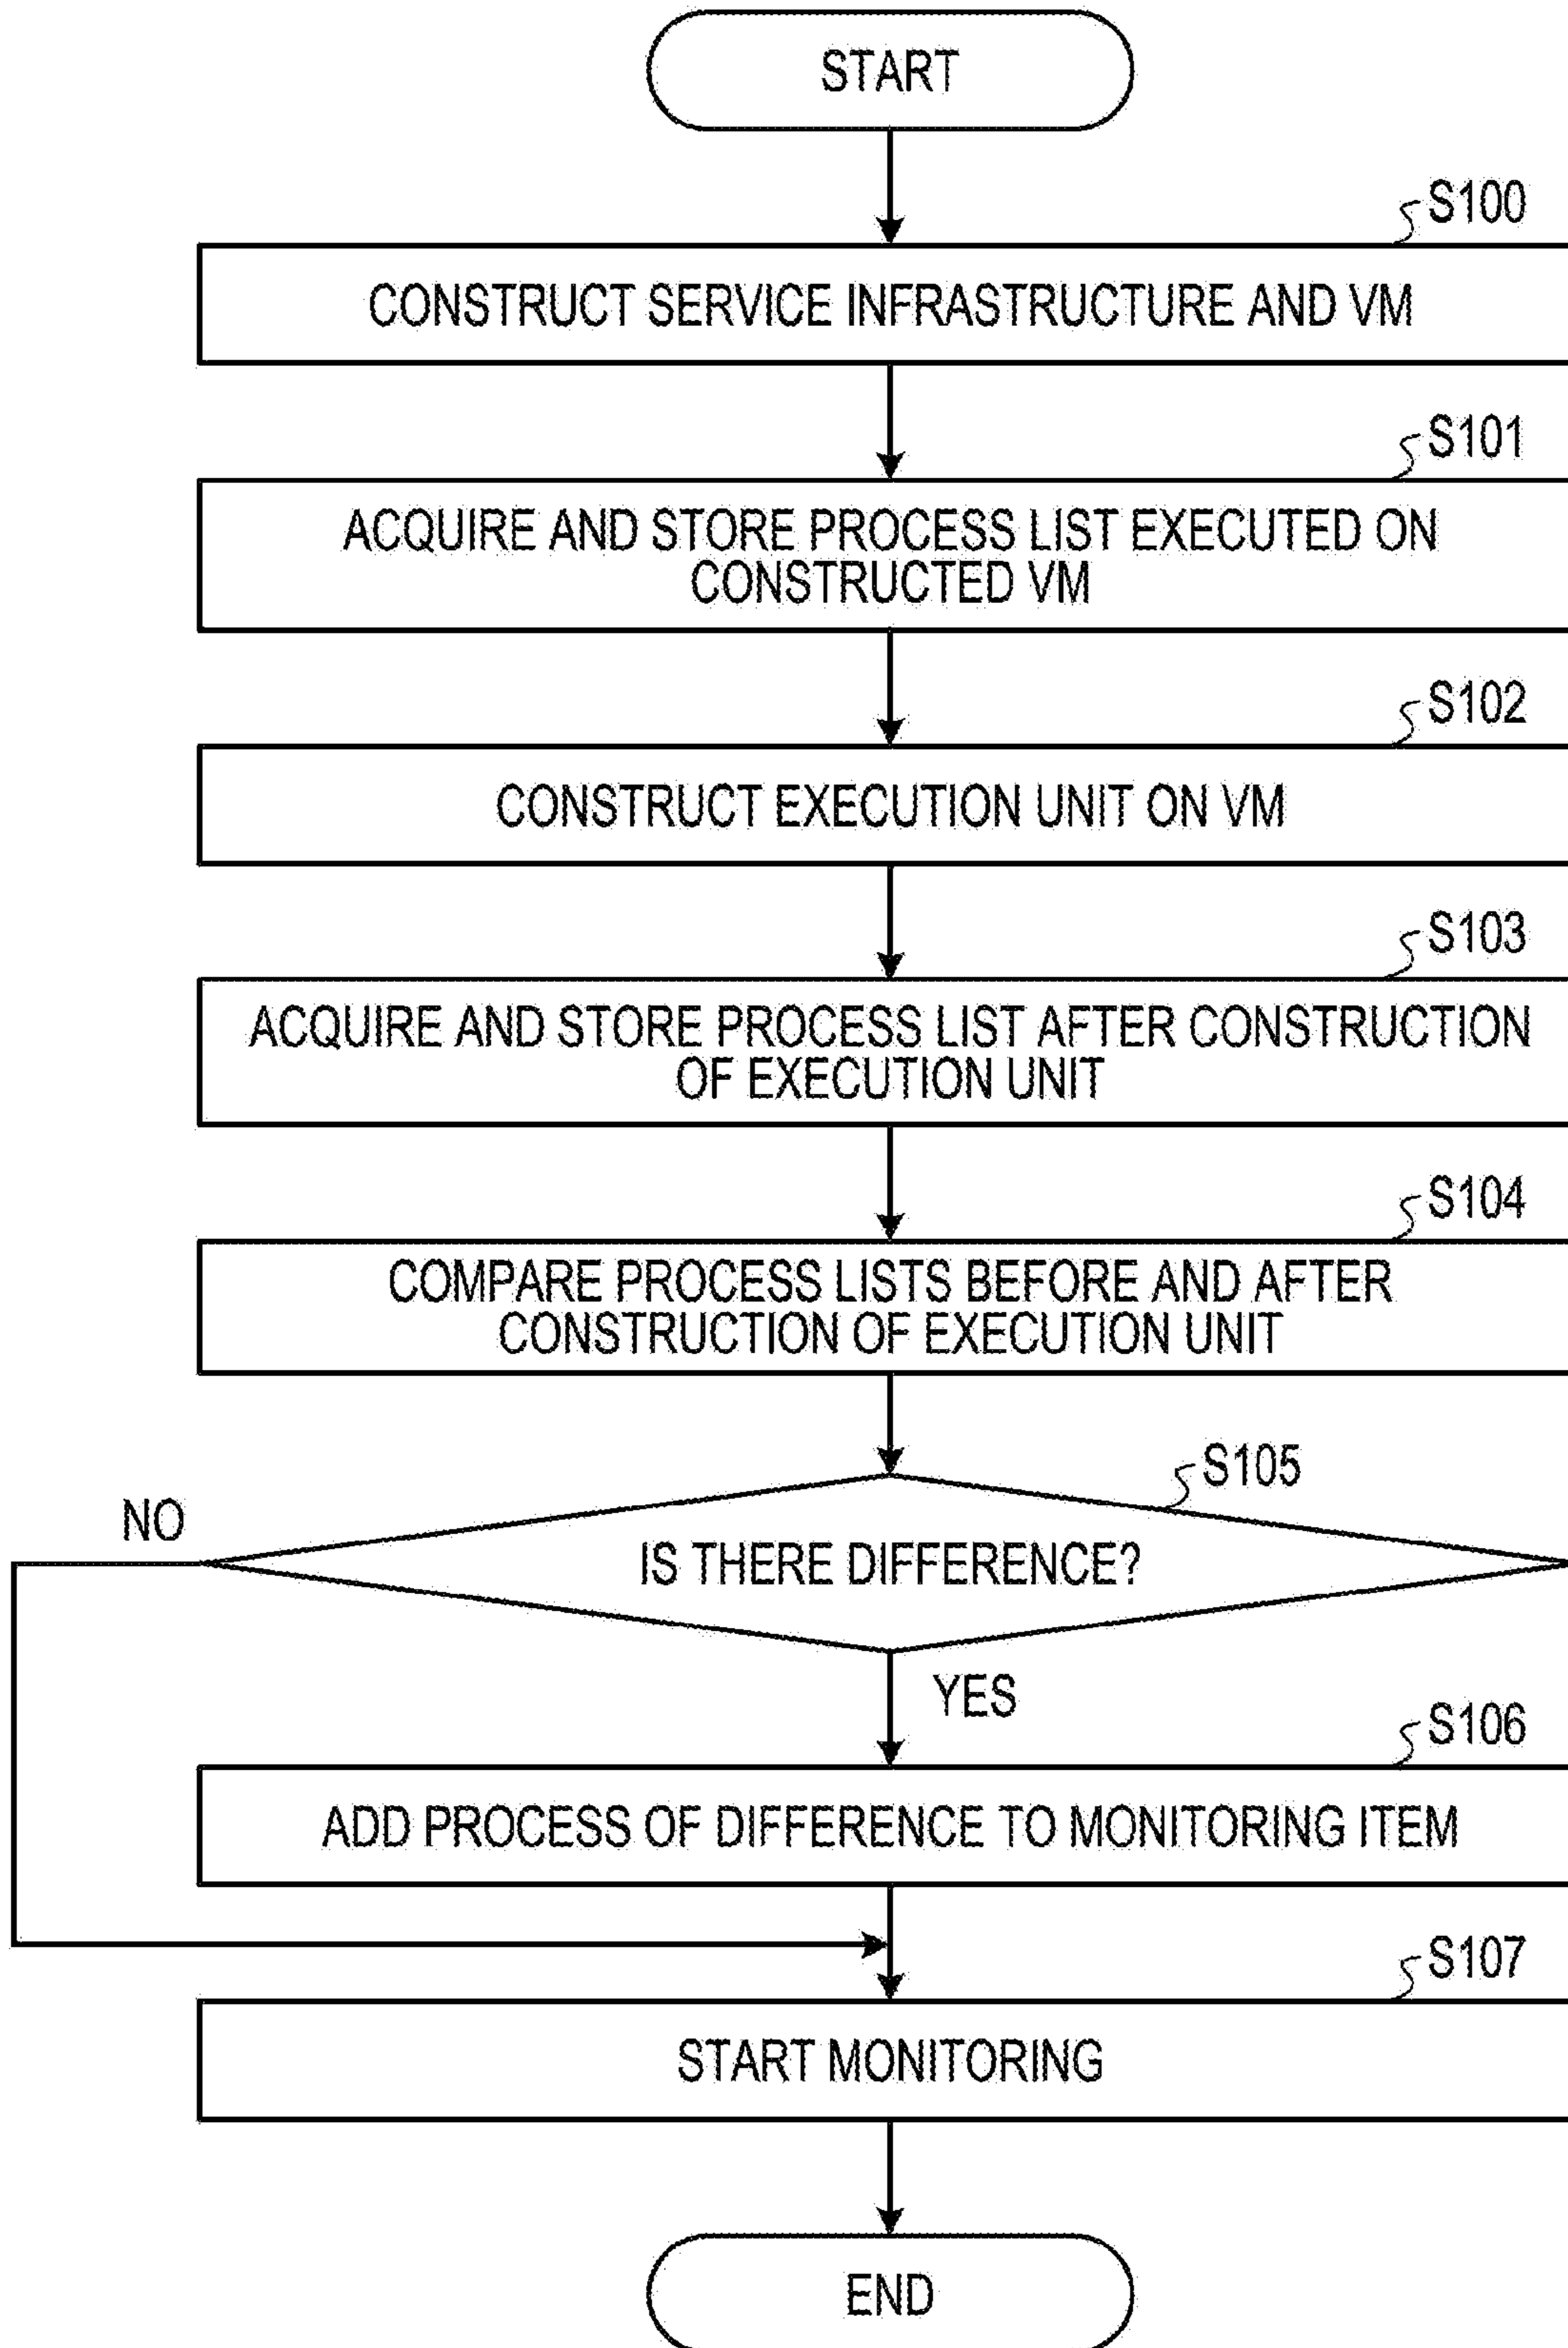 START
S100
CONSTRUCT SERVICE INFRASTRUCTURE AND VM
S101
ACQUIRE AND STORE PROCESS LIST EXECUTED ON
CONSTRUCTED VM
S102
CONSTRUCT EXECUTION UNIT ON VM
S103
ACQUIRE AND STORE PROCESS LIST AFTER CONSTRUCTION
OF EXECUTION UNIT
S104
COMPARE PROCESS LISTS BEFORE AND AFTER
CONSTRUCTION OF EXECUTION UNIT
S105
NO
IS THERE DIFFERENCE?
YES
S106
ADD PROCESS OF DIFFERENCE TO MONITORING ITEM
S107
START MONITORING
END